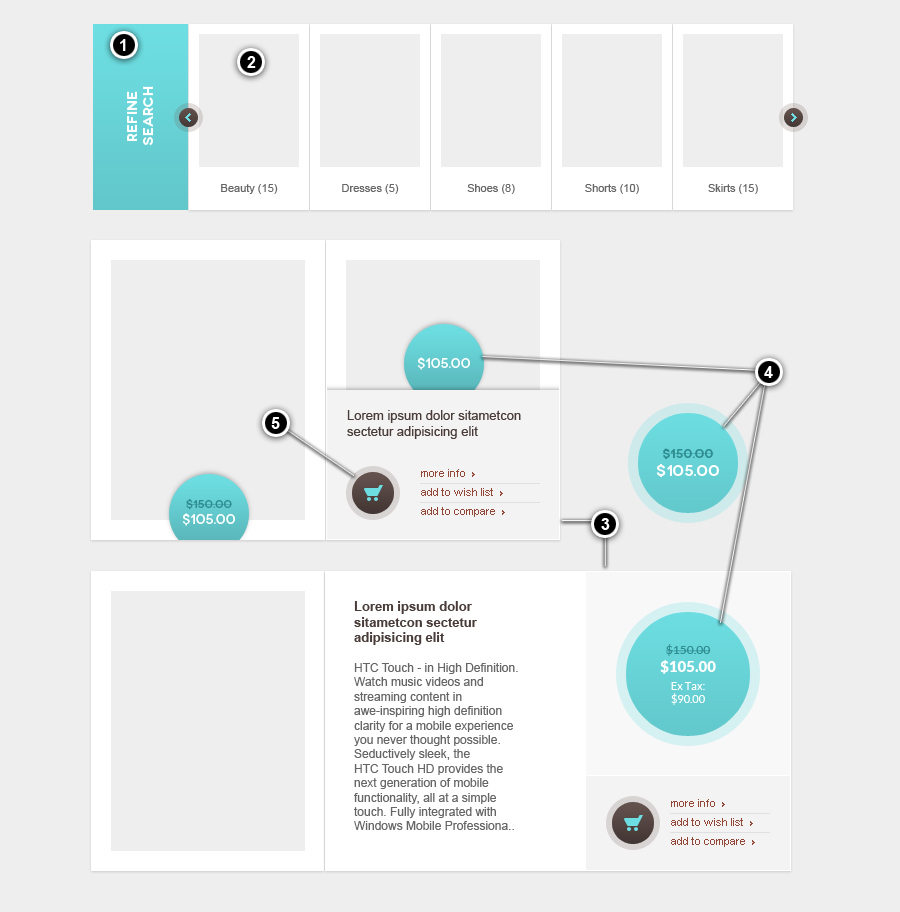 1
2
REFINE
SEARCH
Beauty (15)
Dresses (5)
Shoes (8)
Shorts (10)
Skirts (15)
$105.00
4
Lorem ipsum dolor sitametcon
sectetur adipisicing elit
5
more info
add to wish list
add to compare
$150.00
$105.00
$150.00
$105.00
3
Lorem ipsum dolor
sitametcon sectetur
adipisicing elit
HTC Touch - in High Definition.
Watch music videos and
streaming content in
awe-inspiring high definition
clarity for a mobile experience
you never thought possible.
Seductively sleek, the
HTC Touch HD provides the
next generation of mobile
functionality, all at a simple
touch. Fully integrated with
Windows Mobile Professiona..
$150.00
$105.00
Ex Tax:
$90.00
more info
add to wish list
add to compare